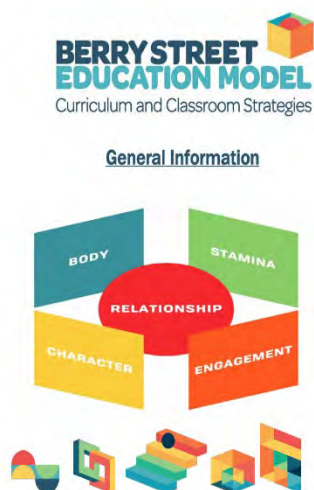 BERRY STREET
EDUCATION MODEL
Curriculum and Classroom Strategies
General Information
BODY
STAMINA
RELATIONSHIP
CHARACTER
ENGAGEMENT